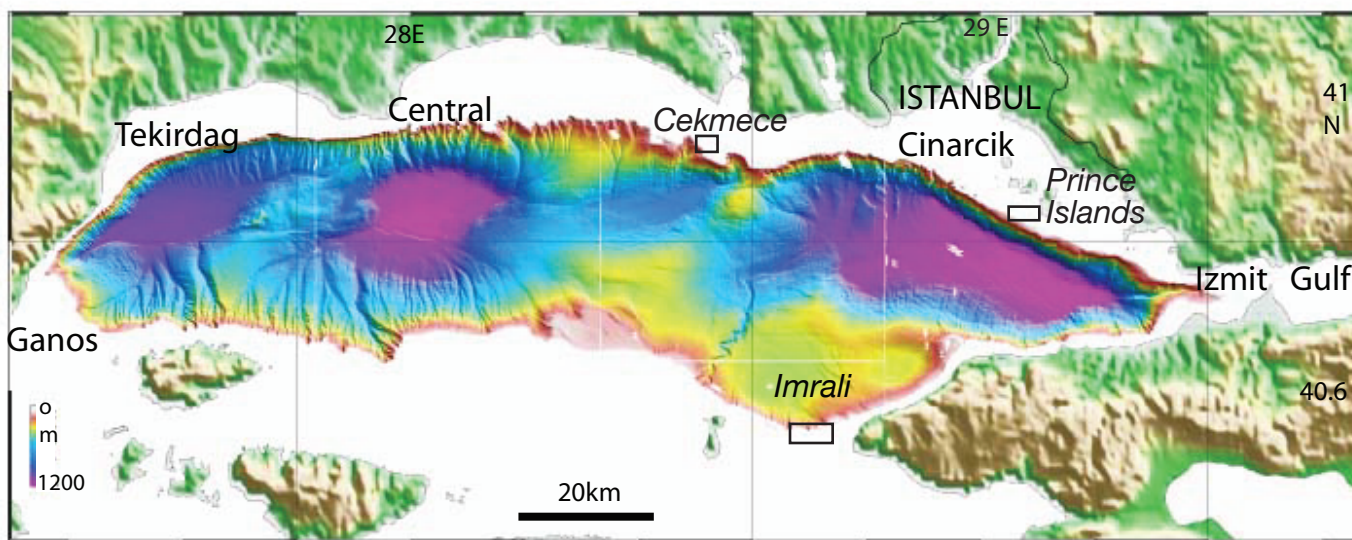 28E
29 E
ISTANBUL
41
N
Central
Cekmece
Tekirdag
Cinarcik
Prince
Islands
Izmit Gulf
Ganos
Imrali
40.6
o
m
1200
20km